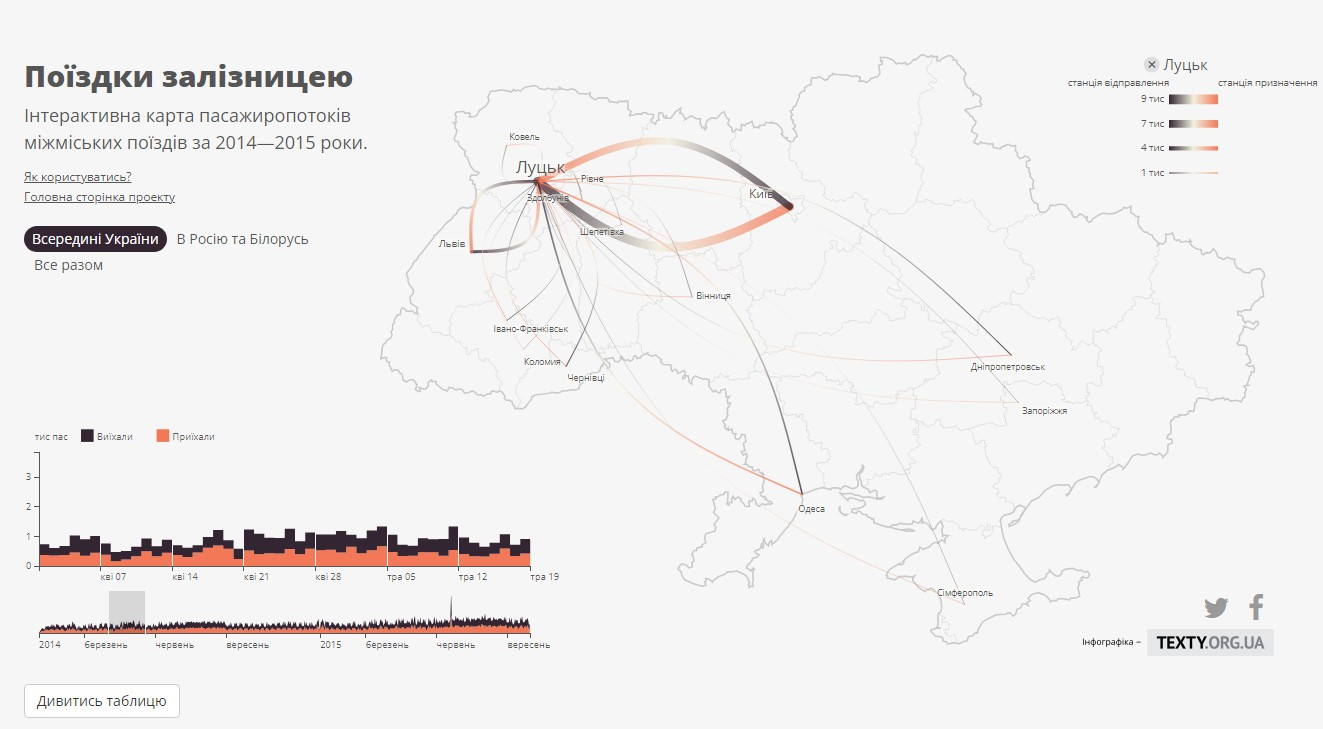 Поїздки залізницею
Інтерактивна карта пасажиропотоків
міжміських поїздів за 2014—2015 роки.
Як користуватись?
Головна сторінка проекту
Всередині України
В Росію та Білорусь
Все разом
Луцьк
станція відправлення
станція призначення
9 тис
7 тис
4 тис
1 тис
Ковель
Луцьк
Рівне
Здолбунів
Київ
Шепетівка
Львів
Вінниця
Івано-Франківськ
Коломия
Чернівці
Дніпропетровськ
Запоріжжя
Одеса
Сімферополь
тис пас
Виїхали
Приїхали
3
2
1
0
кві 07
кві 14
кві 21
кві 28
тра 05
тра 12
тра 19
2014
березень
червень
вересень
2015
березень
червень
вересень
Інфографіка –
TEXTY.ORG.UA
Дивитись таблицю